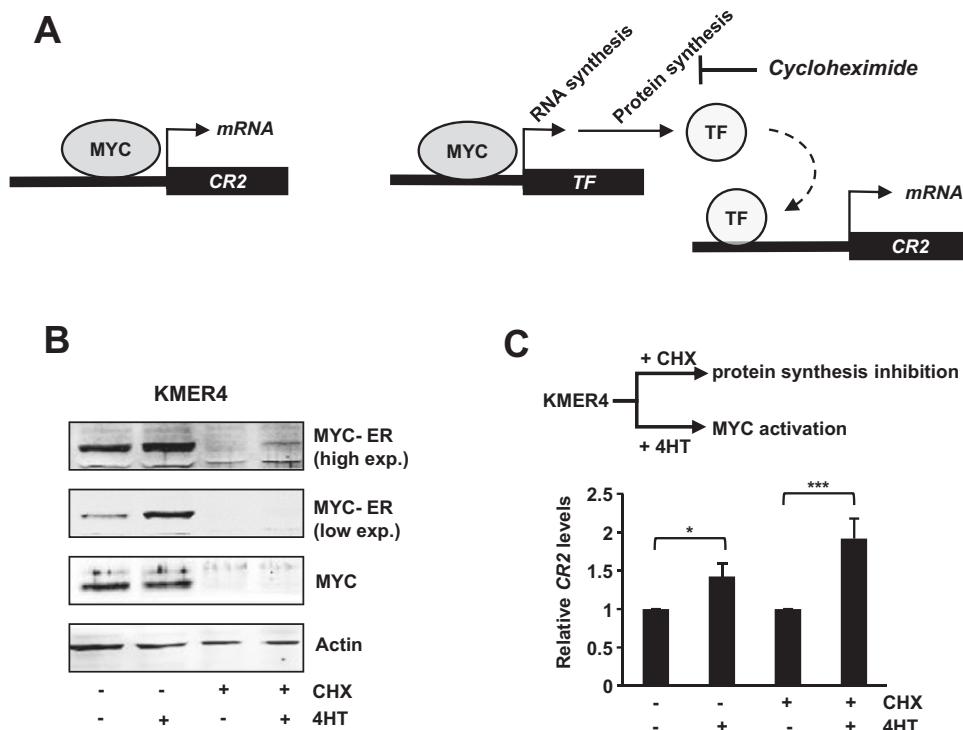 A
MYC
mRNA
CR2
MYC
RNA synthesis
Protein synthesis
Cycloheximide
TF
TF
TF
mRNA
CR2
B
KMER4
MYC- ER
(high exp.)
MYC- ER
(low exp.)
MYC
Actin
- - + + CHX
- + - + 4HT
C
KMER4
+ CHX
protein synthesis inhibition
+ 4HT
MYC activation
Relative CR2 levels
2.5
2
1.5
1
0.5
0
*
***
- - + + CHX
- + - + 4HT